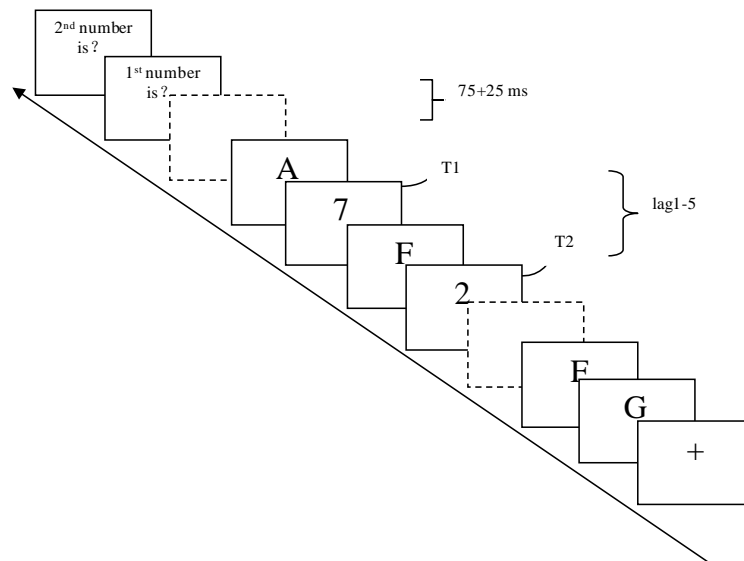 2nd number
is?
1st number
is?
75+25 ms
A
T1
7
lag1-5
F
T2
2
F
G
+